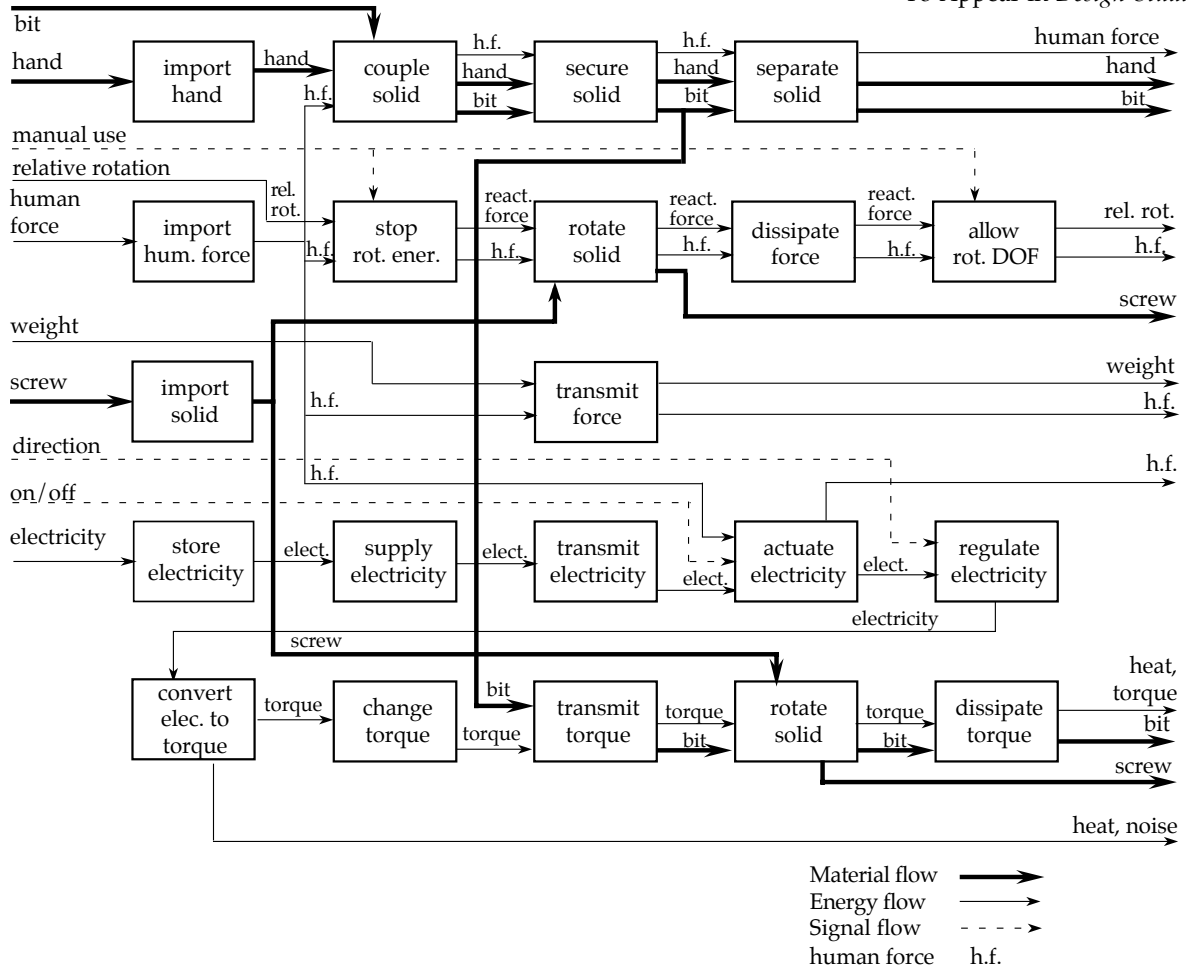 To Appear in Design Studi
bit
h.f.
h.f.
human force
hand
import
hand
hand
couple
solid
hand
secure
solid
hand
separate
solid
hand
h.f.
bit
bit
bit
manual use
relative rotation
human
force
import
hum. force
rel.
rot.
h.f.
stop
rot. ener.
react.
force
h.f.
rotate
solid
react.
force
h.f.
dissipate
force
react.
force
h.f.
allow
rot. DOF
rel. rot.
h.f.
screw
weight
weight
screw
import
solid
h.f.
transmit
force
h.f.
direction
h.f.
h.f.
on/off
electricity
store
electricity
elect.
supply
electricity
elect.
transmit
electricity
elect.
actuate
electricity
elect.
regulate
electricity
electricity
screw
convert
elec. to
torque
torque
change
torque
torque
bit
transmit
torque
torque
bit
rotate
solid
torque
bit
dissipate
torque
heat,
torque
bit
screw
heat, noise
Material flow
Energy flow
Signal flow
human force h.f.